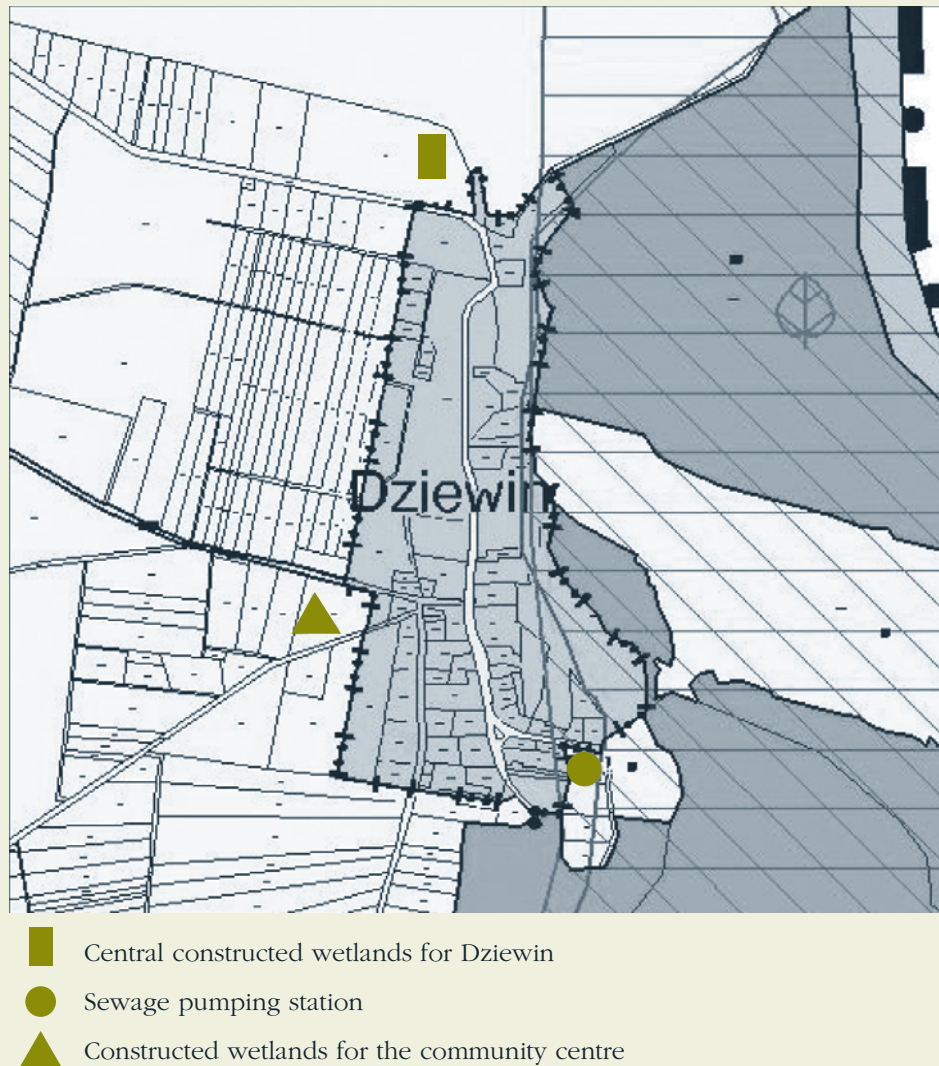 Dziewin
Central constructed wetlands for Dziewin
Sewage pumping station
Constructed wetlands for the community centre